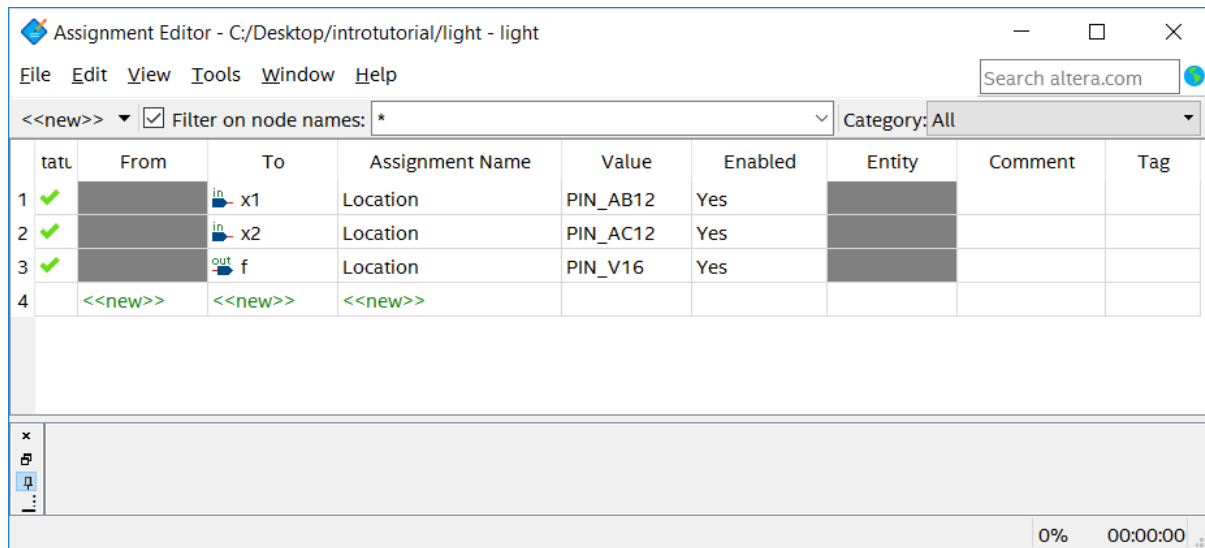 Assignment Editor - C:/Desktop/introtutorial/light - light
File Edit View Tools Window Help Search altera.com
<<new>> Filter on node names: * Category: All
tatu From To Assignment Name Value Enabled Entity Comment Tag
1 in x1 Location PIN_AB12 Yes
2 in x2 Location PIN_AC12 Yes
3 out f Location PIN_V16 Yes
4 <<new>> <<new>> <<new>>
0% 00:00:00